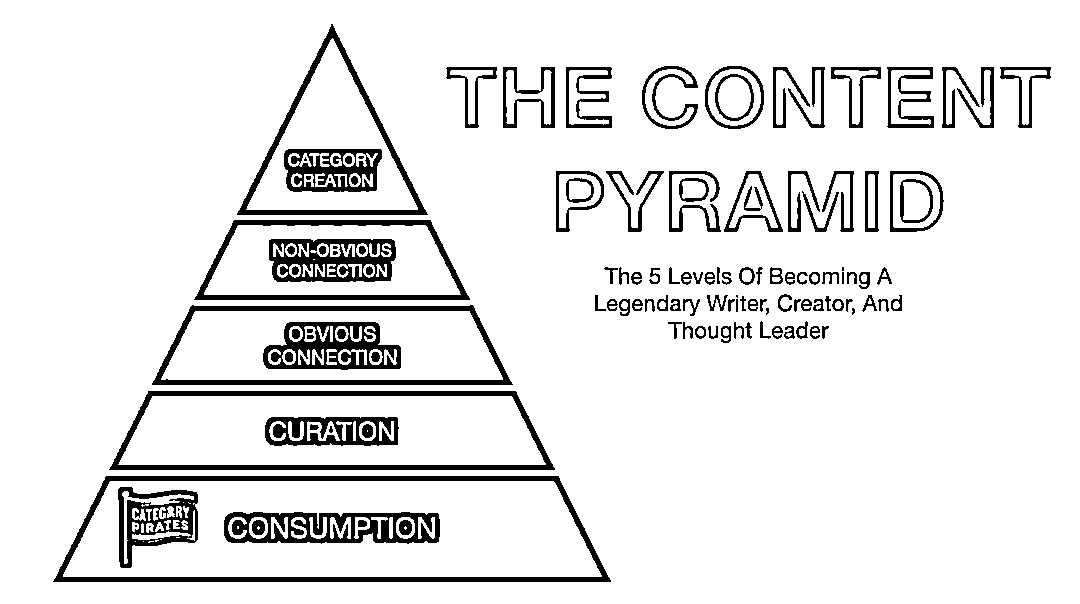 THE CONTENT
PYRAMID
The 5 Levels Of Becoming A
Legendary Writer, Creator, And
Thought Leader
CATEGORY
CREATION
NON-OBVIOUS
CONNECTION
OBVIOUS
CONNECTION
CURATION
CATEGORY
PIRATES
CONSUMPTION